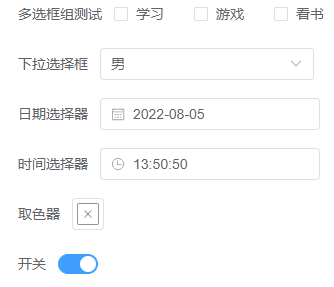 多选框组测试 学习 游戏 看书
下拉选择框 男
日期选择器 2022-08-05
时间选择器 13:50:50
取色器
开关